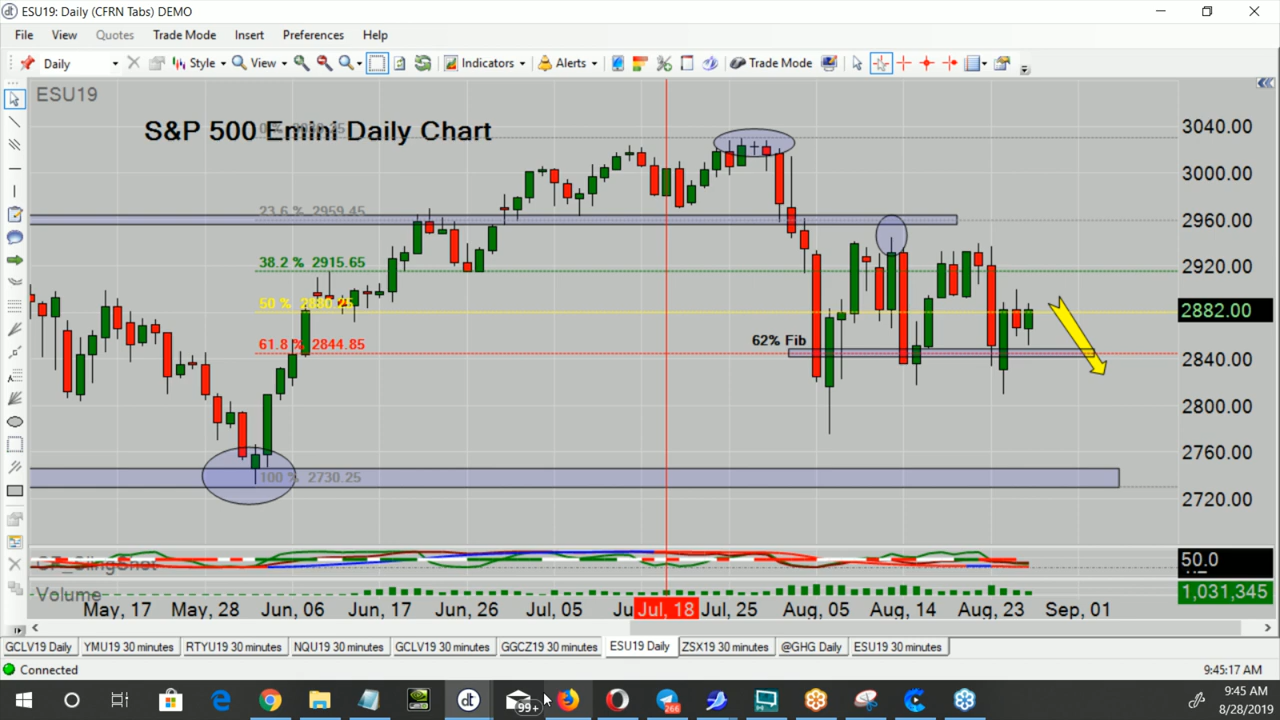 ESU19: Daily (CFRN Tabs) DEMO
File View Quotes Trade Mode Insert Preferences Help
Daily Style View Indicators Alerts Trade Mode
ESU19
S&P 500 Emini Daily Chart
3040.00
3000.00
23.6 % 2959.45
2960.00
38.2 % 2915.65
2920.00
50 % 2880.25
2882.00
62% Fib
61.8 % 2844.85
2840.00
2800.00
2760.00
100 % 2730.25
2720.00
CF_SlingShot
50.0
Volume
1,031,345
May, 17 May, 28 Jun, 06 Jun, 17 Jun, 26 Jul, 05 Jul, 18 Jul, 25 Aug, 05 Aug, 14 Aug, 23 Sep, 01
GCLV19 Daily YMU19 30 minutes RTYU19 30 minutes NQU19 30 minutes GCLV19 30 minutes GGCZ19 30 minutes ESU19 Daily ZSX19 30 minutes @GHG Daily ESU19 30 minutes
Connected
9:45:17 AM
dt
99+
266
9:45 AM
8/28/2019